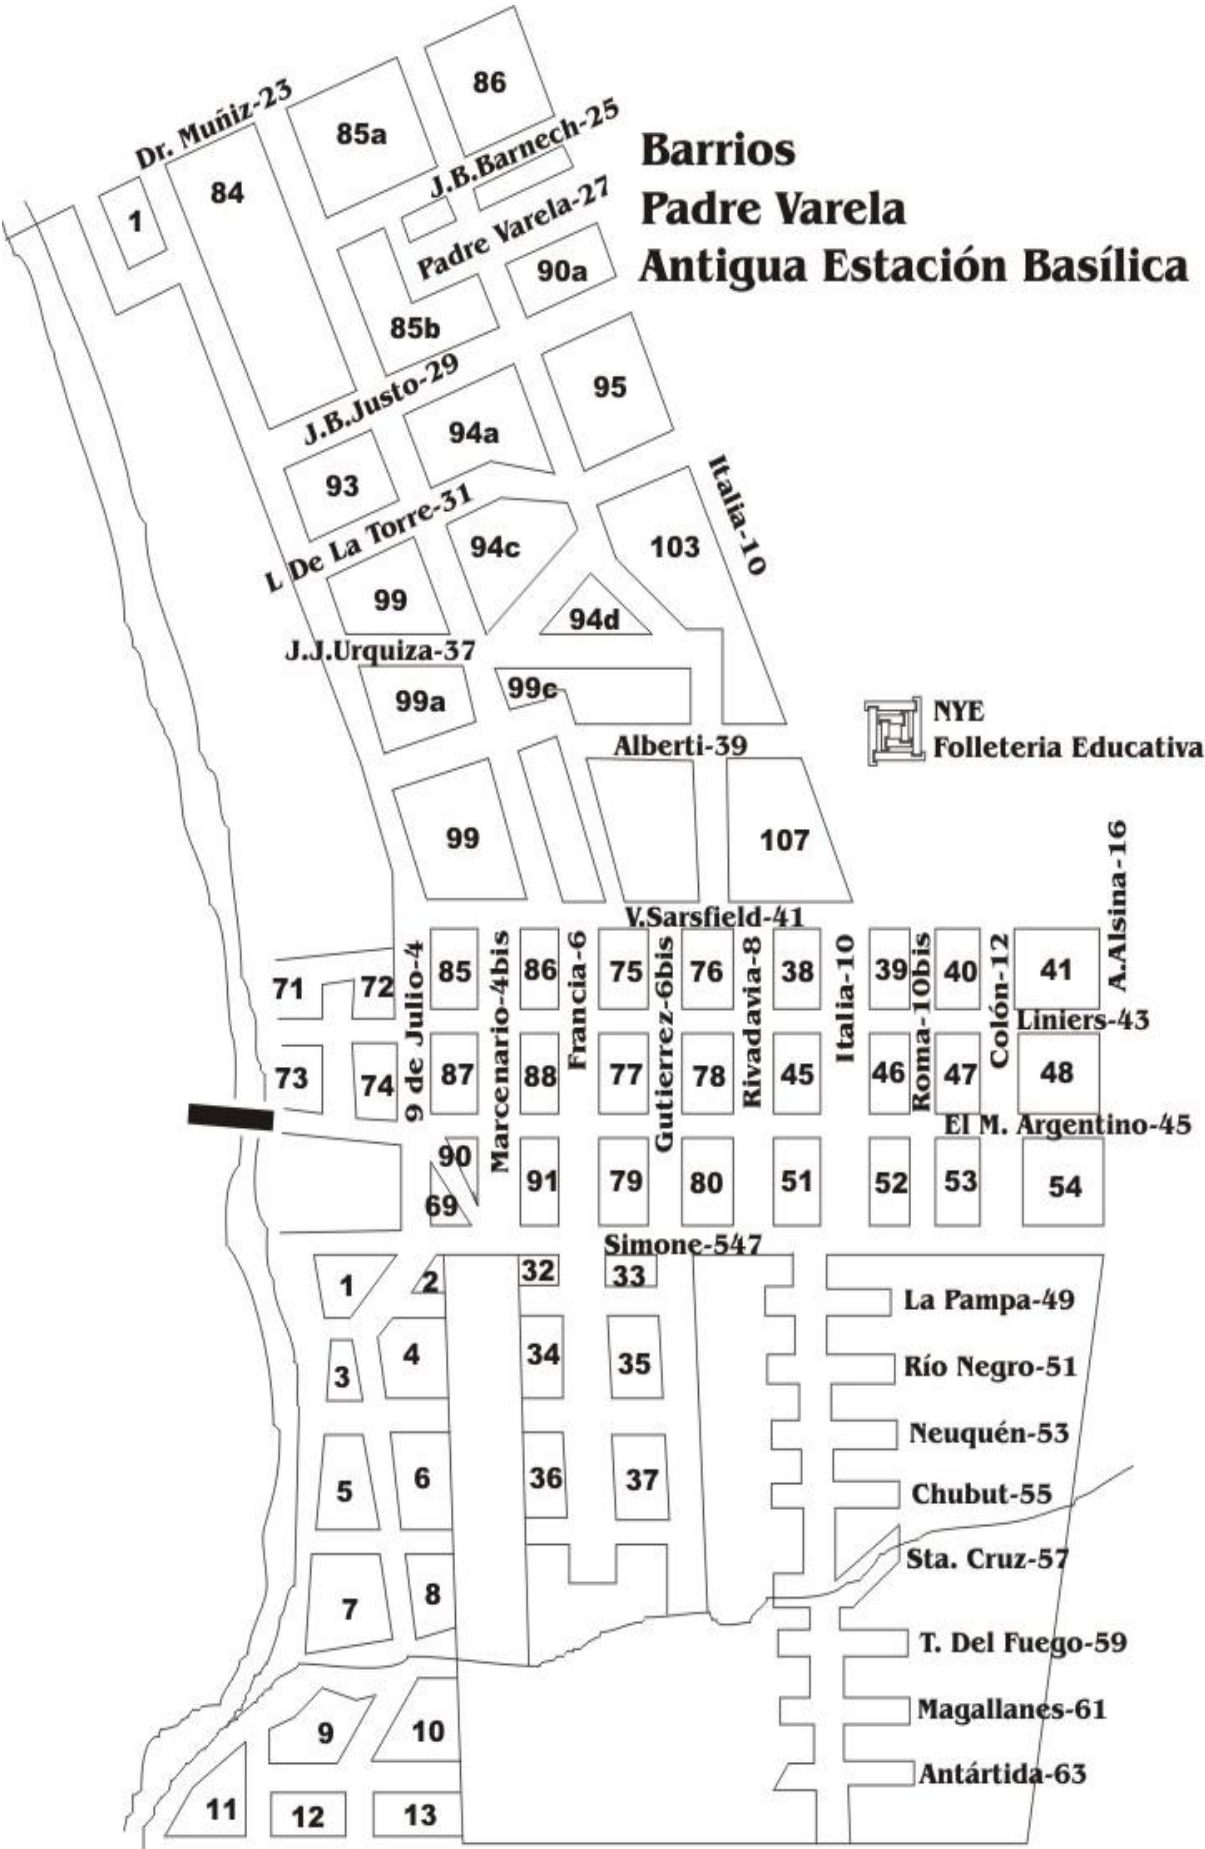 86
Dr. Muñiz-23
85a
J.B.Barnech-25
Barrios
Padre Varela
Antigua Estación Basílica
1
84
Padre Varela-27
90a
85b
J.B.Justo-29
95
94a
93
Italia-10
L De La Torre-31
94c
103
99
94d
J.J.Urquiza-37
99a
99c
NYE
Folleteria Educativa
Alberti-39
99
107
A.Alsina-16
V.Sarsfield-41
71
72
9 de Julio-4
85
Marcenario-4bis
86
Francia-6
75
Gutierrez-6bis
76
Rivadavia-8
38
Italia-10
39
Roma-10bis
40
Colón-12
41
Liniers-43
73
74
87
88
77
78
45
46
47
48
El M. Argentino-45
90
69
91
79
80
51
52
53
54
Simone-547
1
2
32
33
La Pampa-49
3
4
34
35
Río Negro-51
Neuquén-53
5
6
36
37
Chubut-55
Sta. Cruz-57
7
8
T. Del Fuego-59
9
10
Magallanes-61
Antártida-63
11
12
13